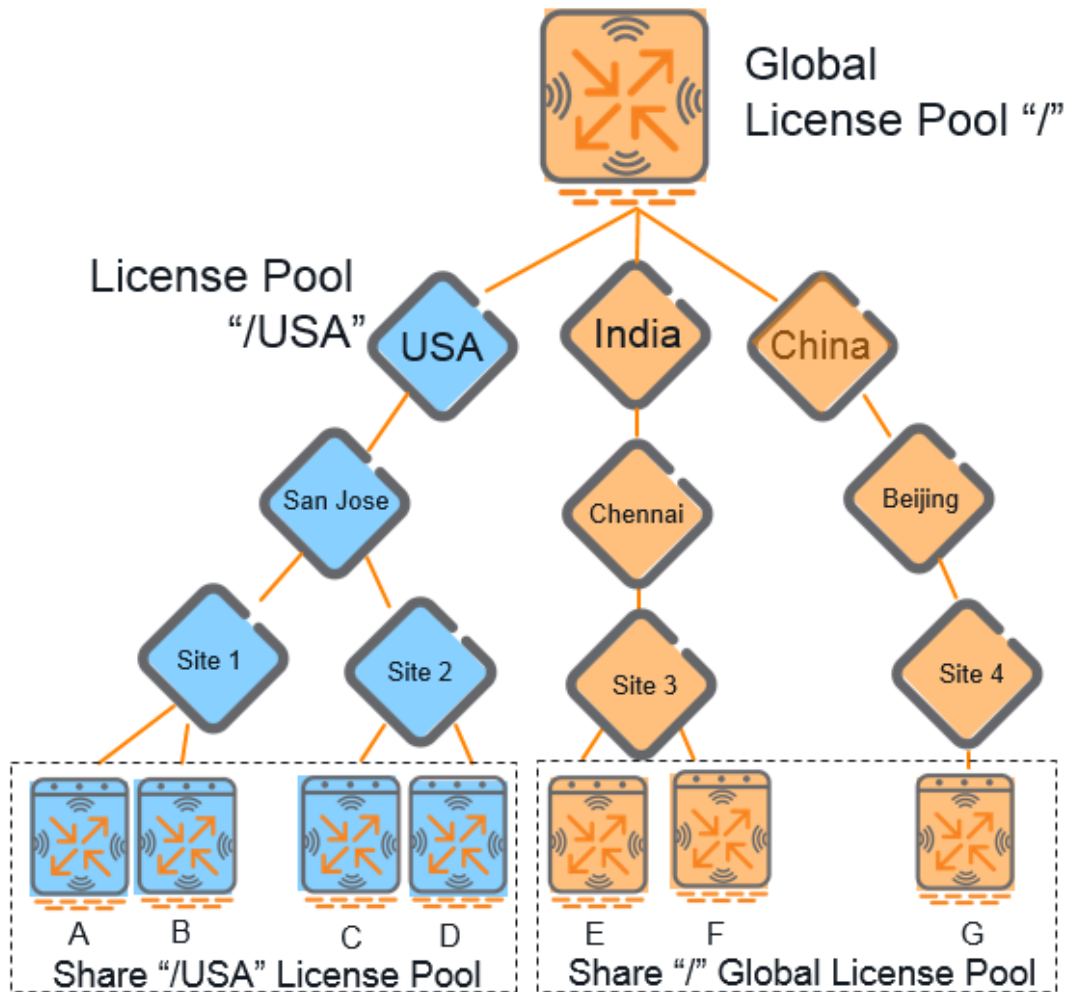 Global
License Pool “/”
License Pool
“/USA”
USA
India
China
San Jose
Chennai
Beijing
Site 1
Site 2
Site 3
Site 4
A
B
C
D
E
F
G
Share “/USA” License Pool
Share “/” Global License Pool